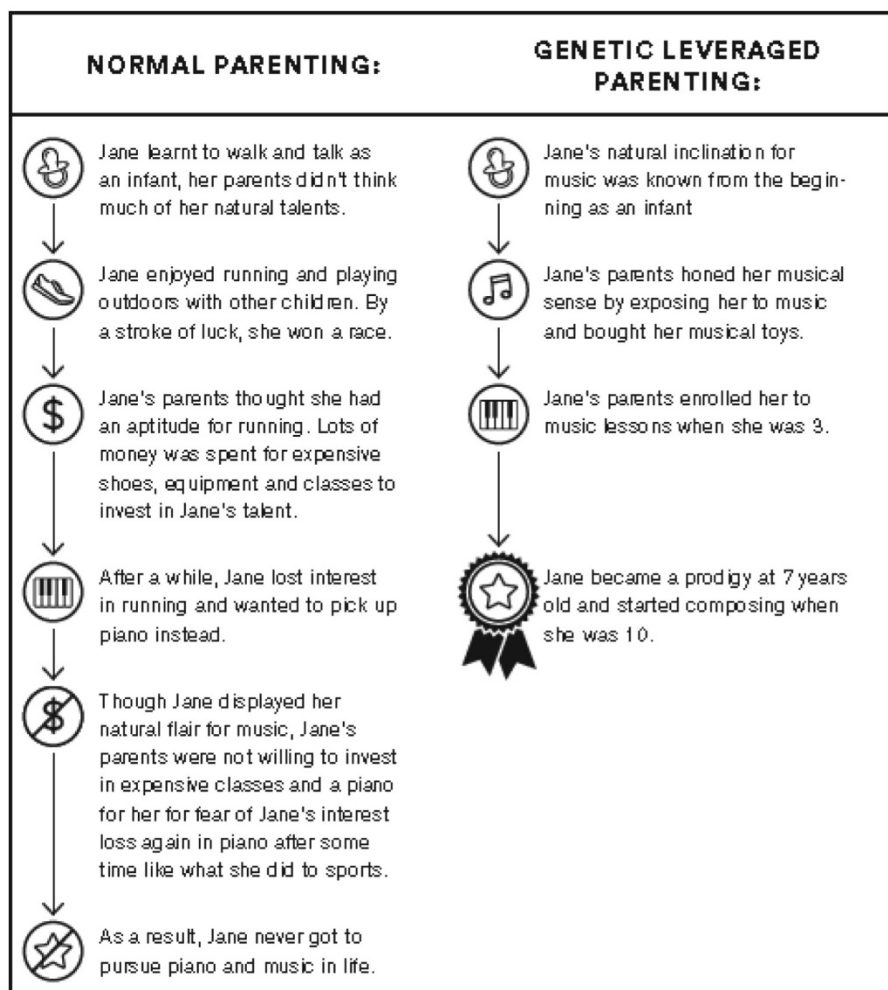 NORMAL PARENTING:
Jane learnt to walk and talk as
an infant, her parents didn't think
much of her natural talents.
Jane enjoyed running and playing
outdoors with other children. By
a stroke of luck, she won a race.
$
Jane's parents thought she had
an aptitude for running. Lots of
money was spent for expensive
shoes, equipment and classes to
invest in Jane's talent.
After a while, Jane lost interest
in running and wanted to pick up
piano instead.
$
Though Jane displayed her
natural flair for music, Jane's
parents were not willing to invest
in expensive classes and a piano
for her for fear of Jane's interest
loss again in piano after some
time like what she did to sports.
As a result, Jane never got to
pursue piano and music in life.
GENETIC LEVERAGED
PARENTING:
Jane's natural inclination for
music was known from the begin-
ning as an infant
Jane's parents honed her musical
sense by exposing her to music
and bought her musical toys.
Jane's parents enrolled her to
music lessons when she was 3.
Jane became a prodigy at 7 years
old and started composing when
she was 10.